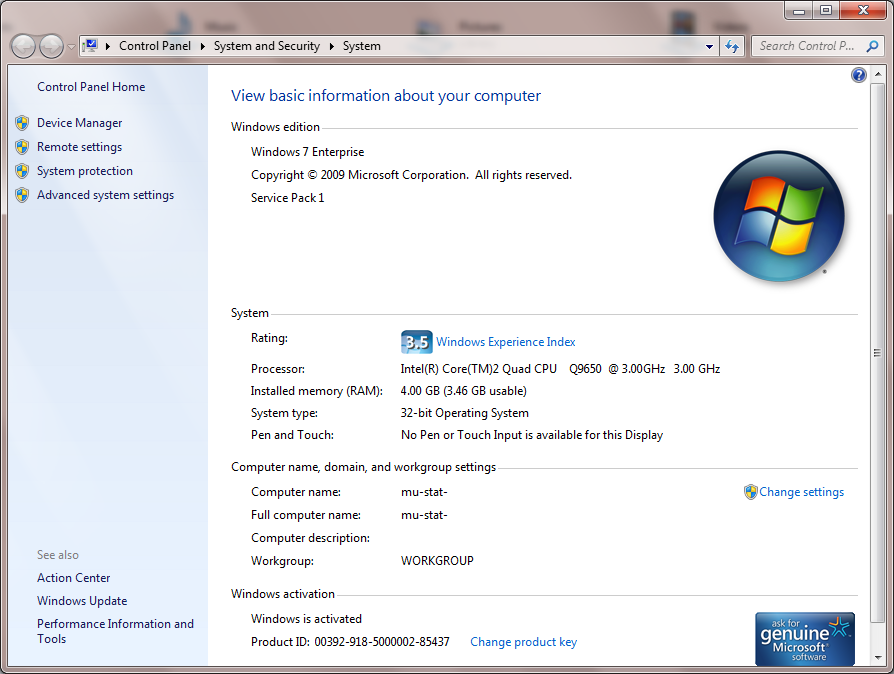 Control Panel System and Security System
Search Control P...
Control Panel Home
Device Manager
Remote settings
System protection
Advanced system settings
See also
Action Center
Windows Update
Performance Information and
Tools
View basic information about your computer
Windows edition
Windows 7 Enterprise
Copyright © 2009 Microsoft Corporation. All rights reserved.
Service Pack 1
System
Rating: 3.5 Windows Experience Index
Processor: Intel(R) Core(TM)2 Quad CPU Q9650 @ 3.00GHz 3.00 GHz
Installed memory (RAM): 4.00 GB (3.46 GB usable)
System type: 32-bit Operating System
Pen and Touch: No Pen or Touch Input is available for this Display
Computer name, domain, and workgroup settings
Computer name: mu-stat- Change settings
Full computer name: mu-stat-
Computer description:
Workgroup: WORKGROUP
Windows activation
Windows is activated
Product ID: 00392-918-5000002-85437 Change product key
ask for
genuine
Microsoft
software